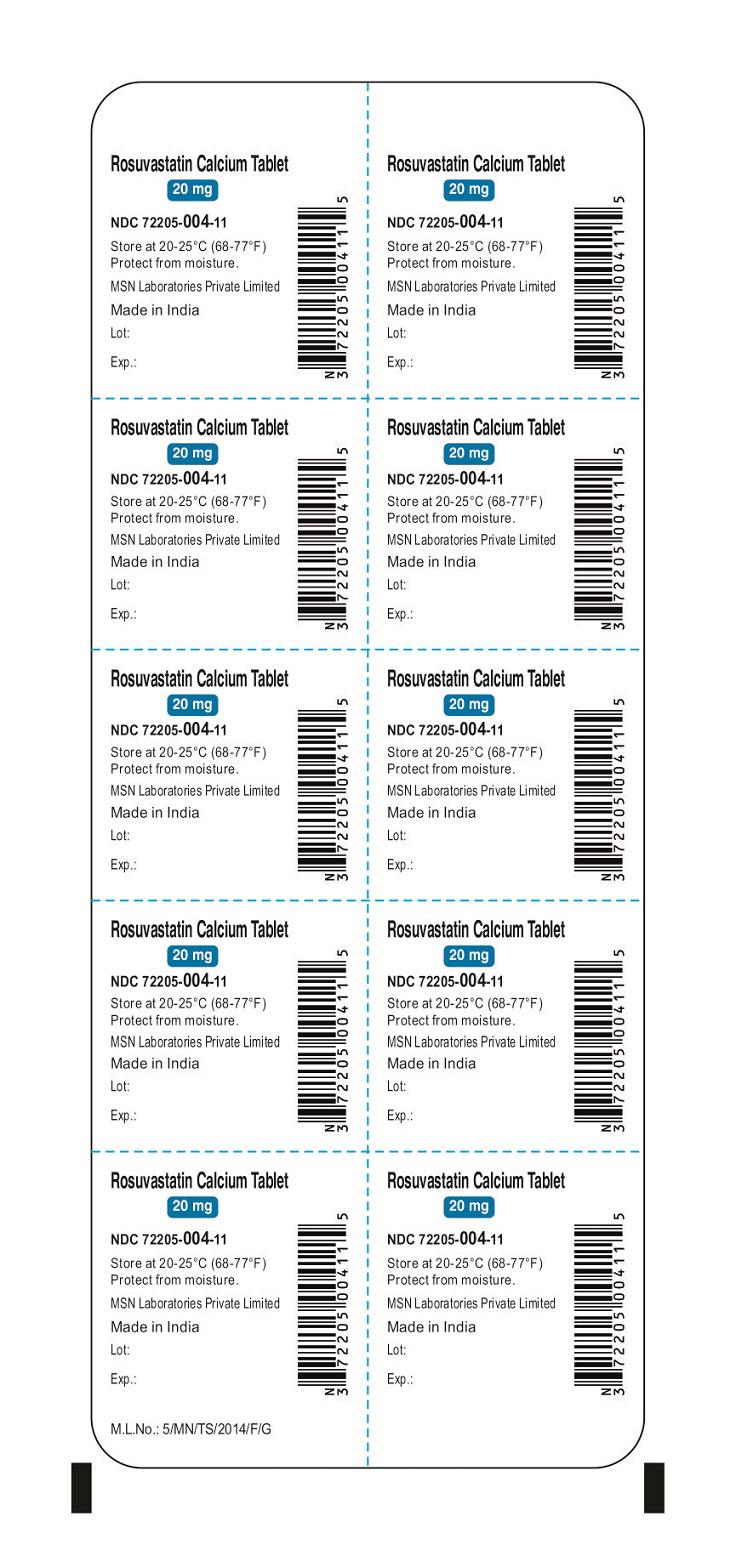 Rosuvastatin Calcium Tablet
20 mg
NDC 72205-004-11
Store at 20-25°C (68-77°F)
Protect from moisture.
MSN Laboratories Private Limited
Made in India
Lot:
Exp.:
N
3 72205 00411 5
Rosuvastatin Calcium Tablet
20 mg
NDC 72205-004-11
Store at 20-25°C (68-77°F)
Protect from moisture.
MSN Laboratories Private Limited
Made in India
Lot:
Exp.:
N
3 72205 00411 5
Rosuvastatin Calcium Tablet
20 mg
NDC 72205-004-11
Store at 20-25°C (68-77°F)
Protect from moisture.
MSN Laboratories Private Limited
Made in India
Lot:
Exp.:
N
3 72205 00411 5
Rosuvastatin Calcium Tablet
20 mg
NDC 72205-004-11
Store at 20-25°C (68-77°F)
Protect from moisture.
MSN Laboratories Private Limited
Made in India
Lot:
Exp.:
N
3 72205 00411 5
Rosuvastatin Calcium Tablet
20 mg
NDC 72205-004-11
Store at 20-25°C (68-77°F)
Protect from moisture.
MSN Laboratories Private Limited
Made in India
Lot:
Exp.:
N
3 72205 00411 5
Rosuvastatin Calcium Tablet
20 mg
NDC 72205-004-11
Store at 20-25°C (68-77°F)
Protect from moisture.
MSN Laboratories Private Limited
Made in India
Lot:
Exp.:
N
3 72205 00411 5
Rosuvastatin Calcium Tablet
20 mg
NDC 72205-004-11
Store at 20-25°C (68-77°F)
Protect from moisture.
MSN Laboratories Private Limited
Made in India
Lot:
Exp.:
N
3 72205 00411 5
Rosuvastatin Calcium Tablet
20 mg
NDC 72205-004-11
Store at 20-25°C (68-77°F)
Protect from moisture.
MSN Laboratories Private Limited
Made in India
Lot:
Exp.:
N
3 72205 00411 5
Rosuvastatin Calcium Tablet
20 mg
NDC 72205-004-11
Store at 20-25°C (68-77°F)
Protect from moisture.
MSN Laboratories Private Limited
Made in India
Lot:
Exp.:
N
3 72205 00411 5
Rosuvastatin Calcium Tablet
20 mg
NDC 72205-004-11
Store at 20-25°C (68-77°F)
Protect from moisture.
MSN Laboratories Private Limited
Made in India
Lot:
Exp.:
N
3 72205 00411 5
M.L.No.: 5/MN/TS/2014/F/G